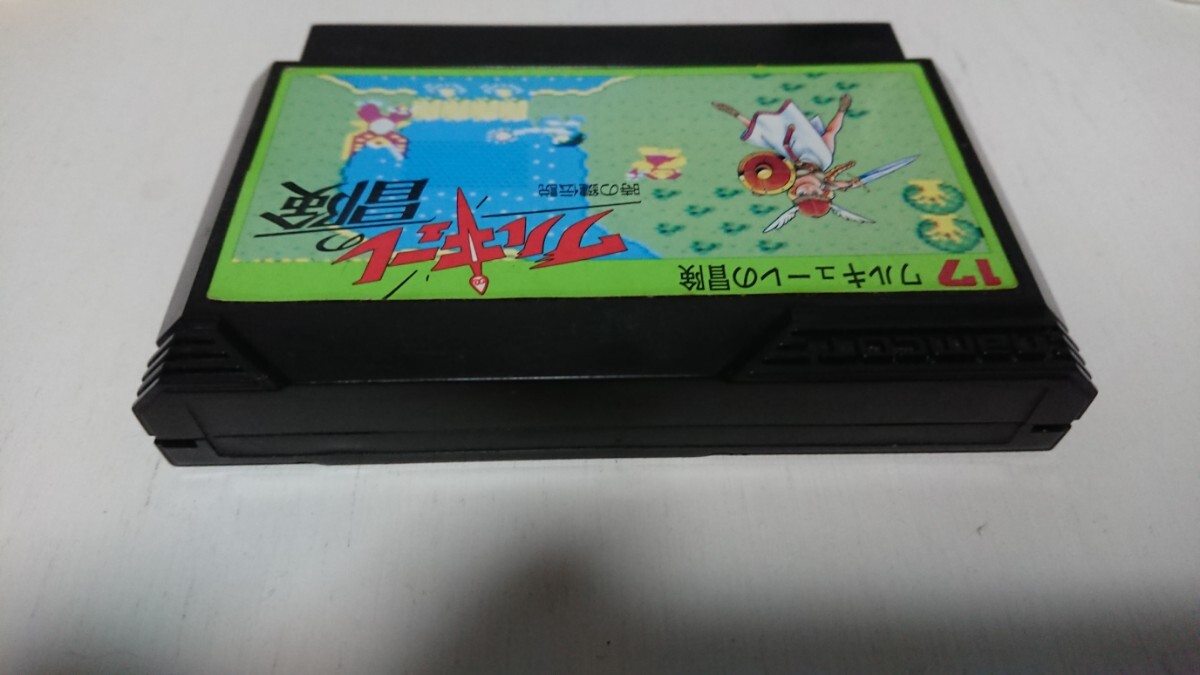 17 ワルキューレの冒険
ワルキューレの
冒険
時の鍵伝説